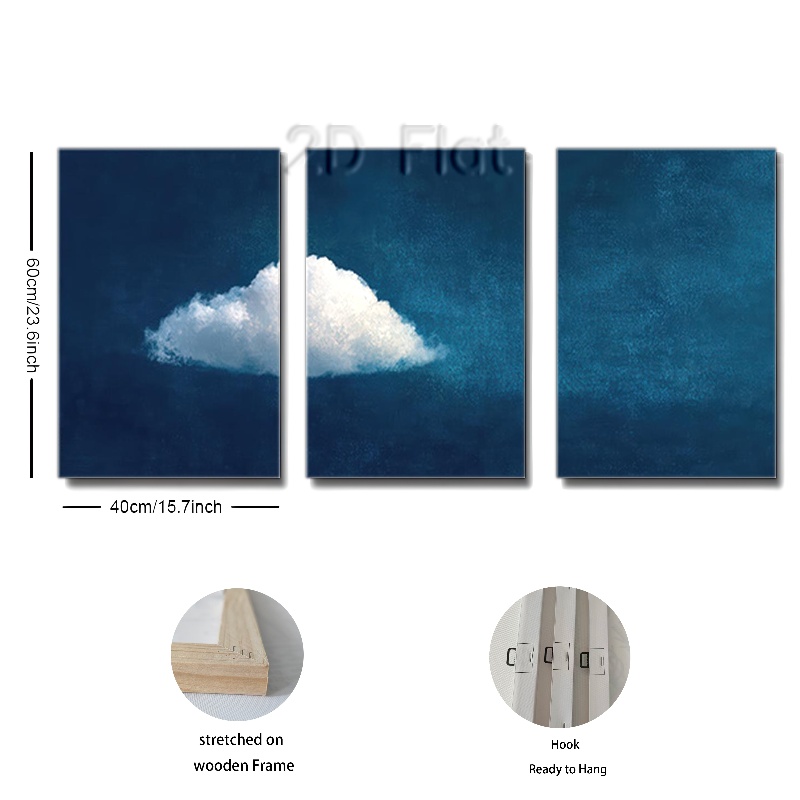 2D Flat
60cm/23.6inch
40cm/15.7inch
stretched on
wooden Frame
Hook
Ready to Hang